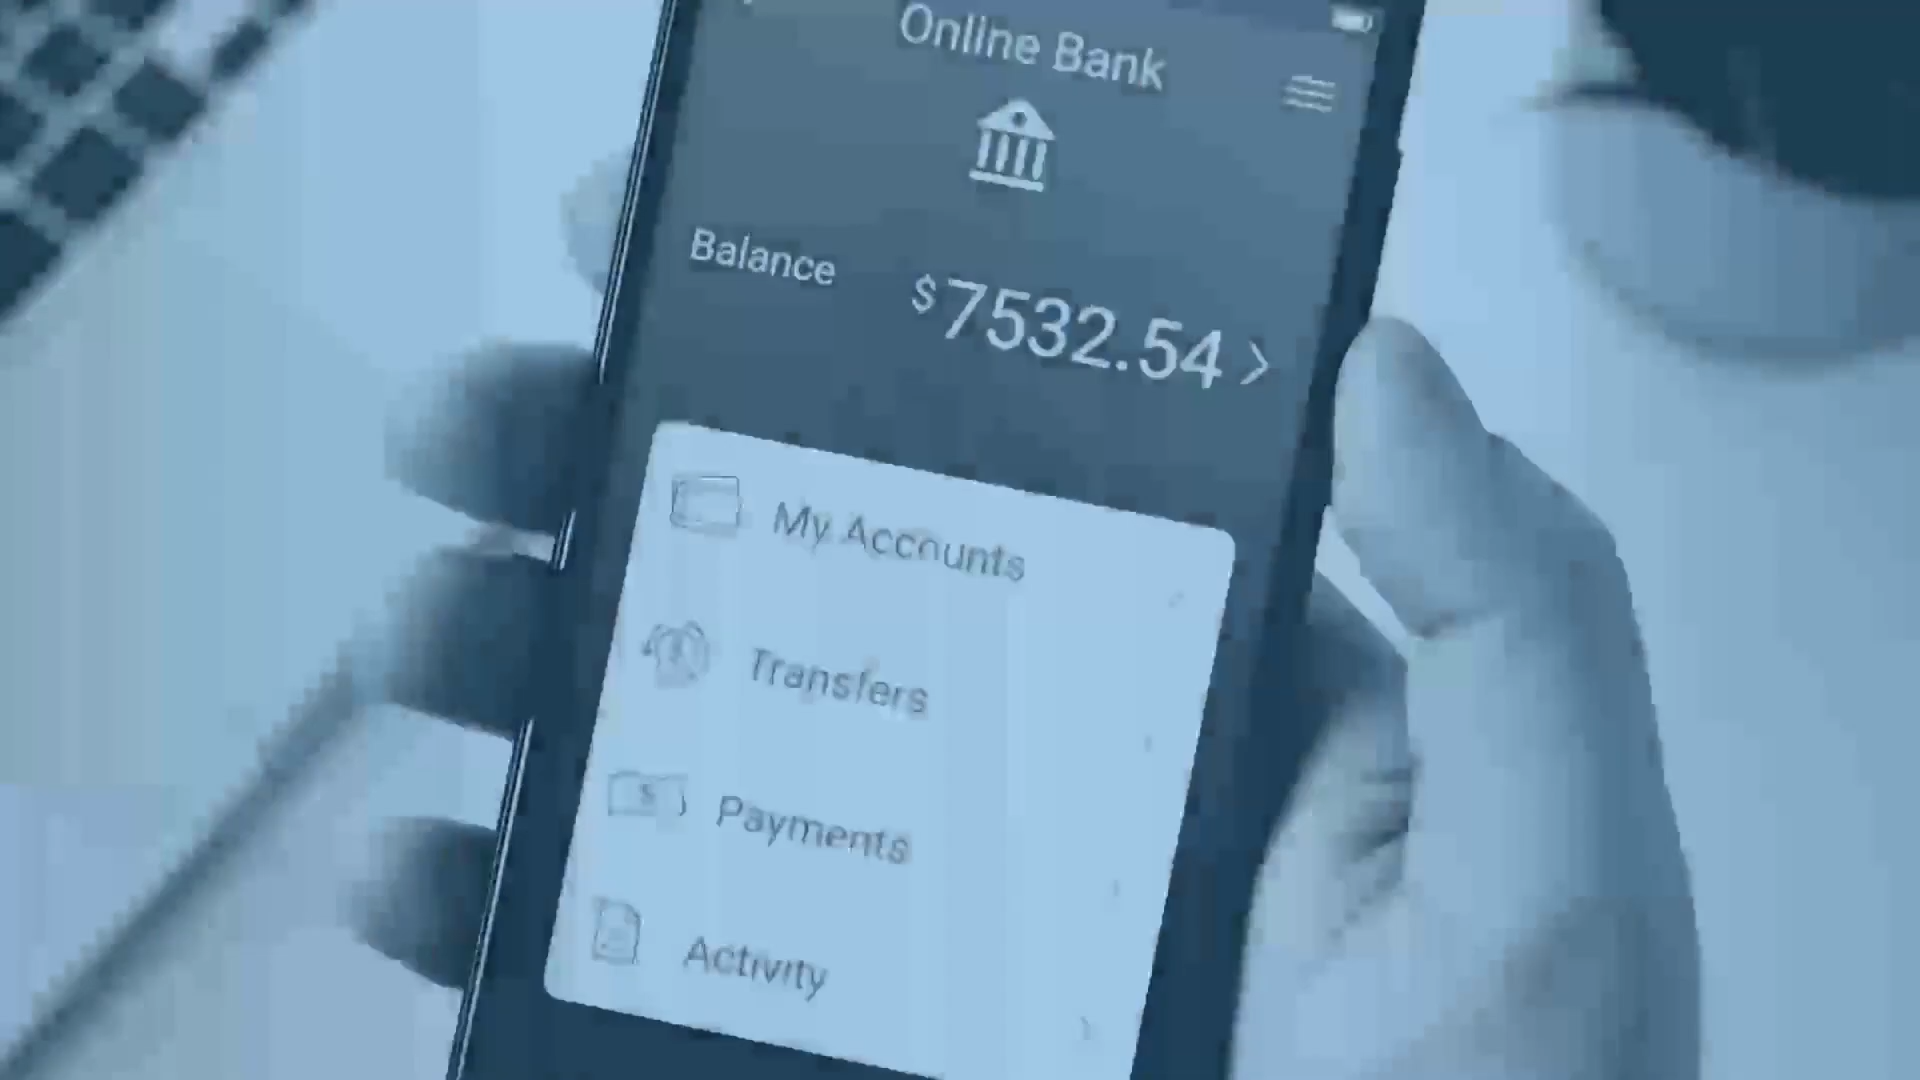 Online Bank
Balance
$7532.54
My Accounts
Transfers
Payments
Activity